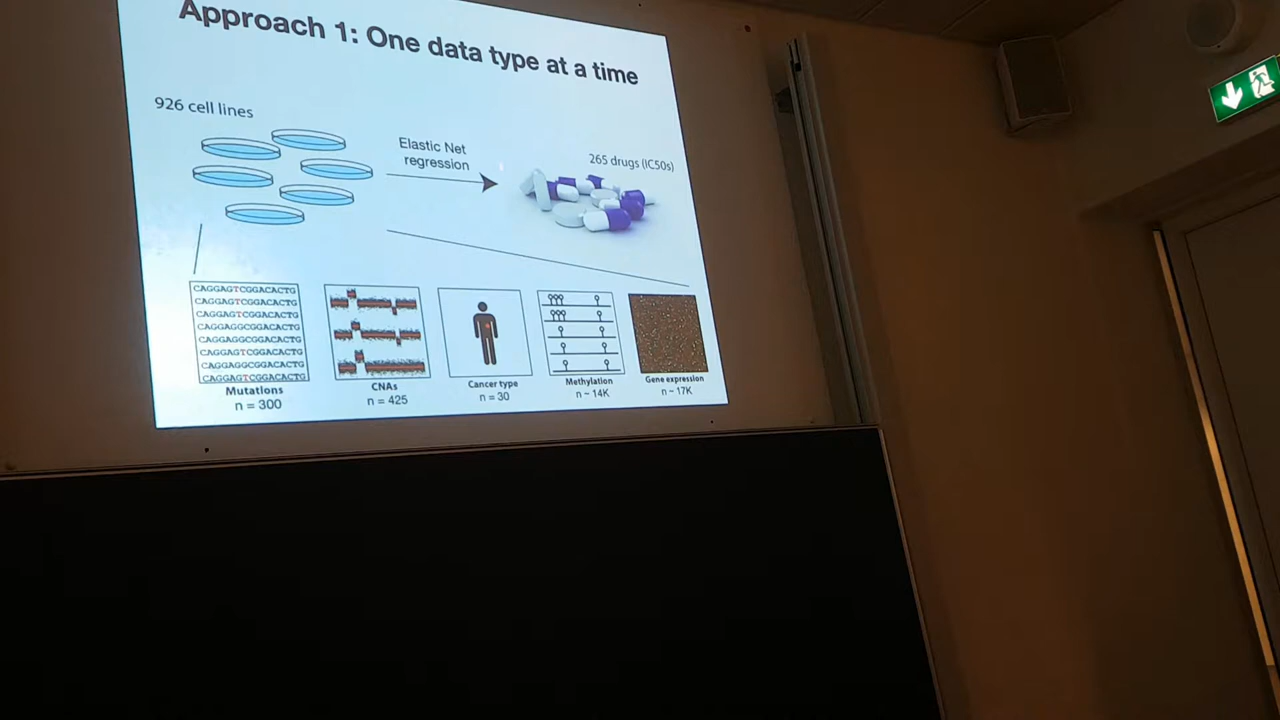 Approach 1: One data type at a time
926 cell lines
Elastic Net
regression
265 drugs (IC50s)
CAGGAGTCGGACACTG
CAGGAGTCGGACACTG
CAGGAGTCGGACACTG
CAGGAGGCGGACACTG
CAGGAGGCGGACACTG
CAGGAGTCGGACACTG
CAGGAGGCGGACACTG
CAGGAGTCGGACACTG
Mutations
n = 300
CNAs
n = 425
Cancer type
n = 30
Methylation
n ~ 14K
Gene expression
n ~ 17K